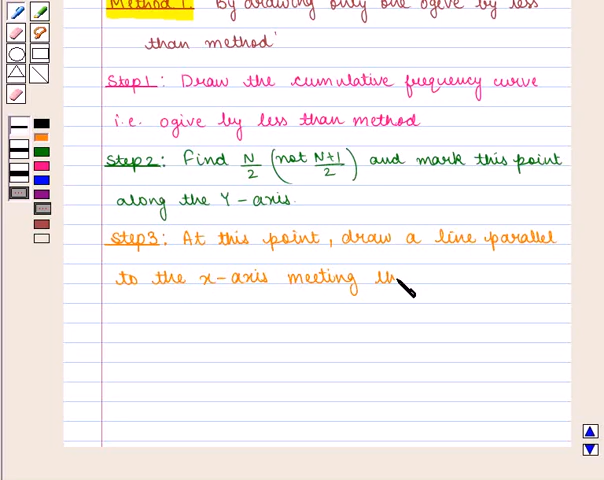 Method 1: By drawing only one ogive by less
than method'
Step1: Draw the cumulative frequency curve
i.e. ogive by less than method
Step2: Find N/2 (not N+1/2) and mark this point
along the Y-axis.
Step3: At this point, draw a line parallel
to the x-axis meeting th